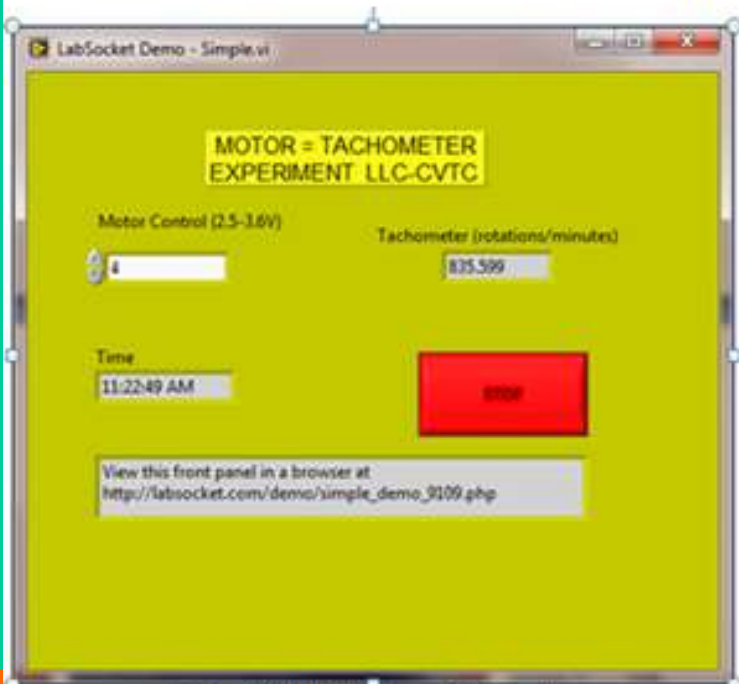 LabSocket Demo - Simple.vi
MOTOR = TACHOMETER
EXPERIMENT LLC-CVTC
Motor Control (2.5-3.6V)
4
Tachometer (rotations/minutes)
835.599
Time
11:22:49 AM
STOP
View this front panel in a browser at
http://labsocket.com/demo/simple_demo_9109.php